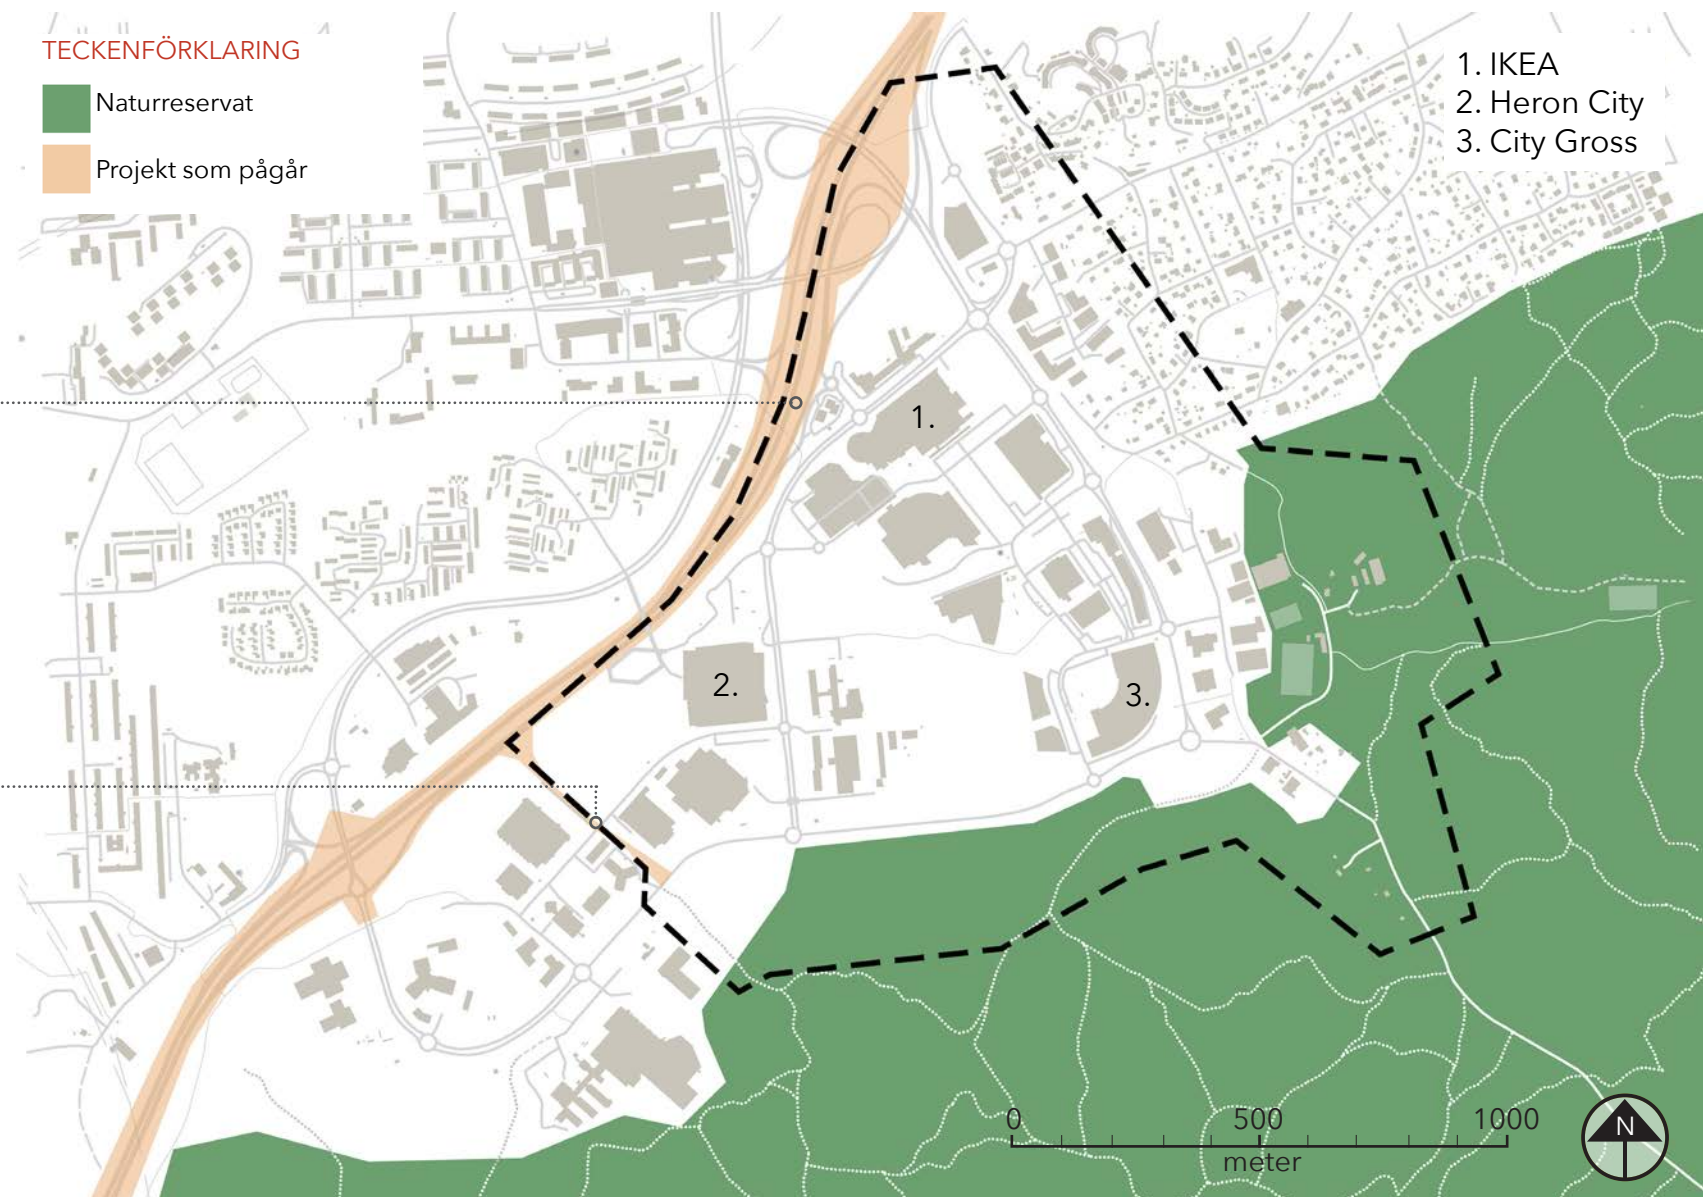 TECKENFÖRKLARING
Naturreservat
Projekt som pågår
1. IKEA
2. Heron City
3. City Gross
1.
2.
3.
0 500 1000
meter
N